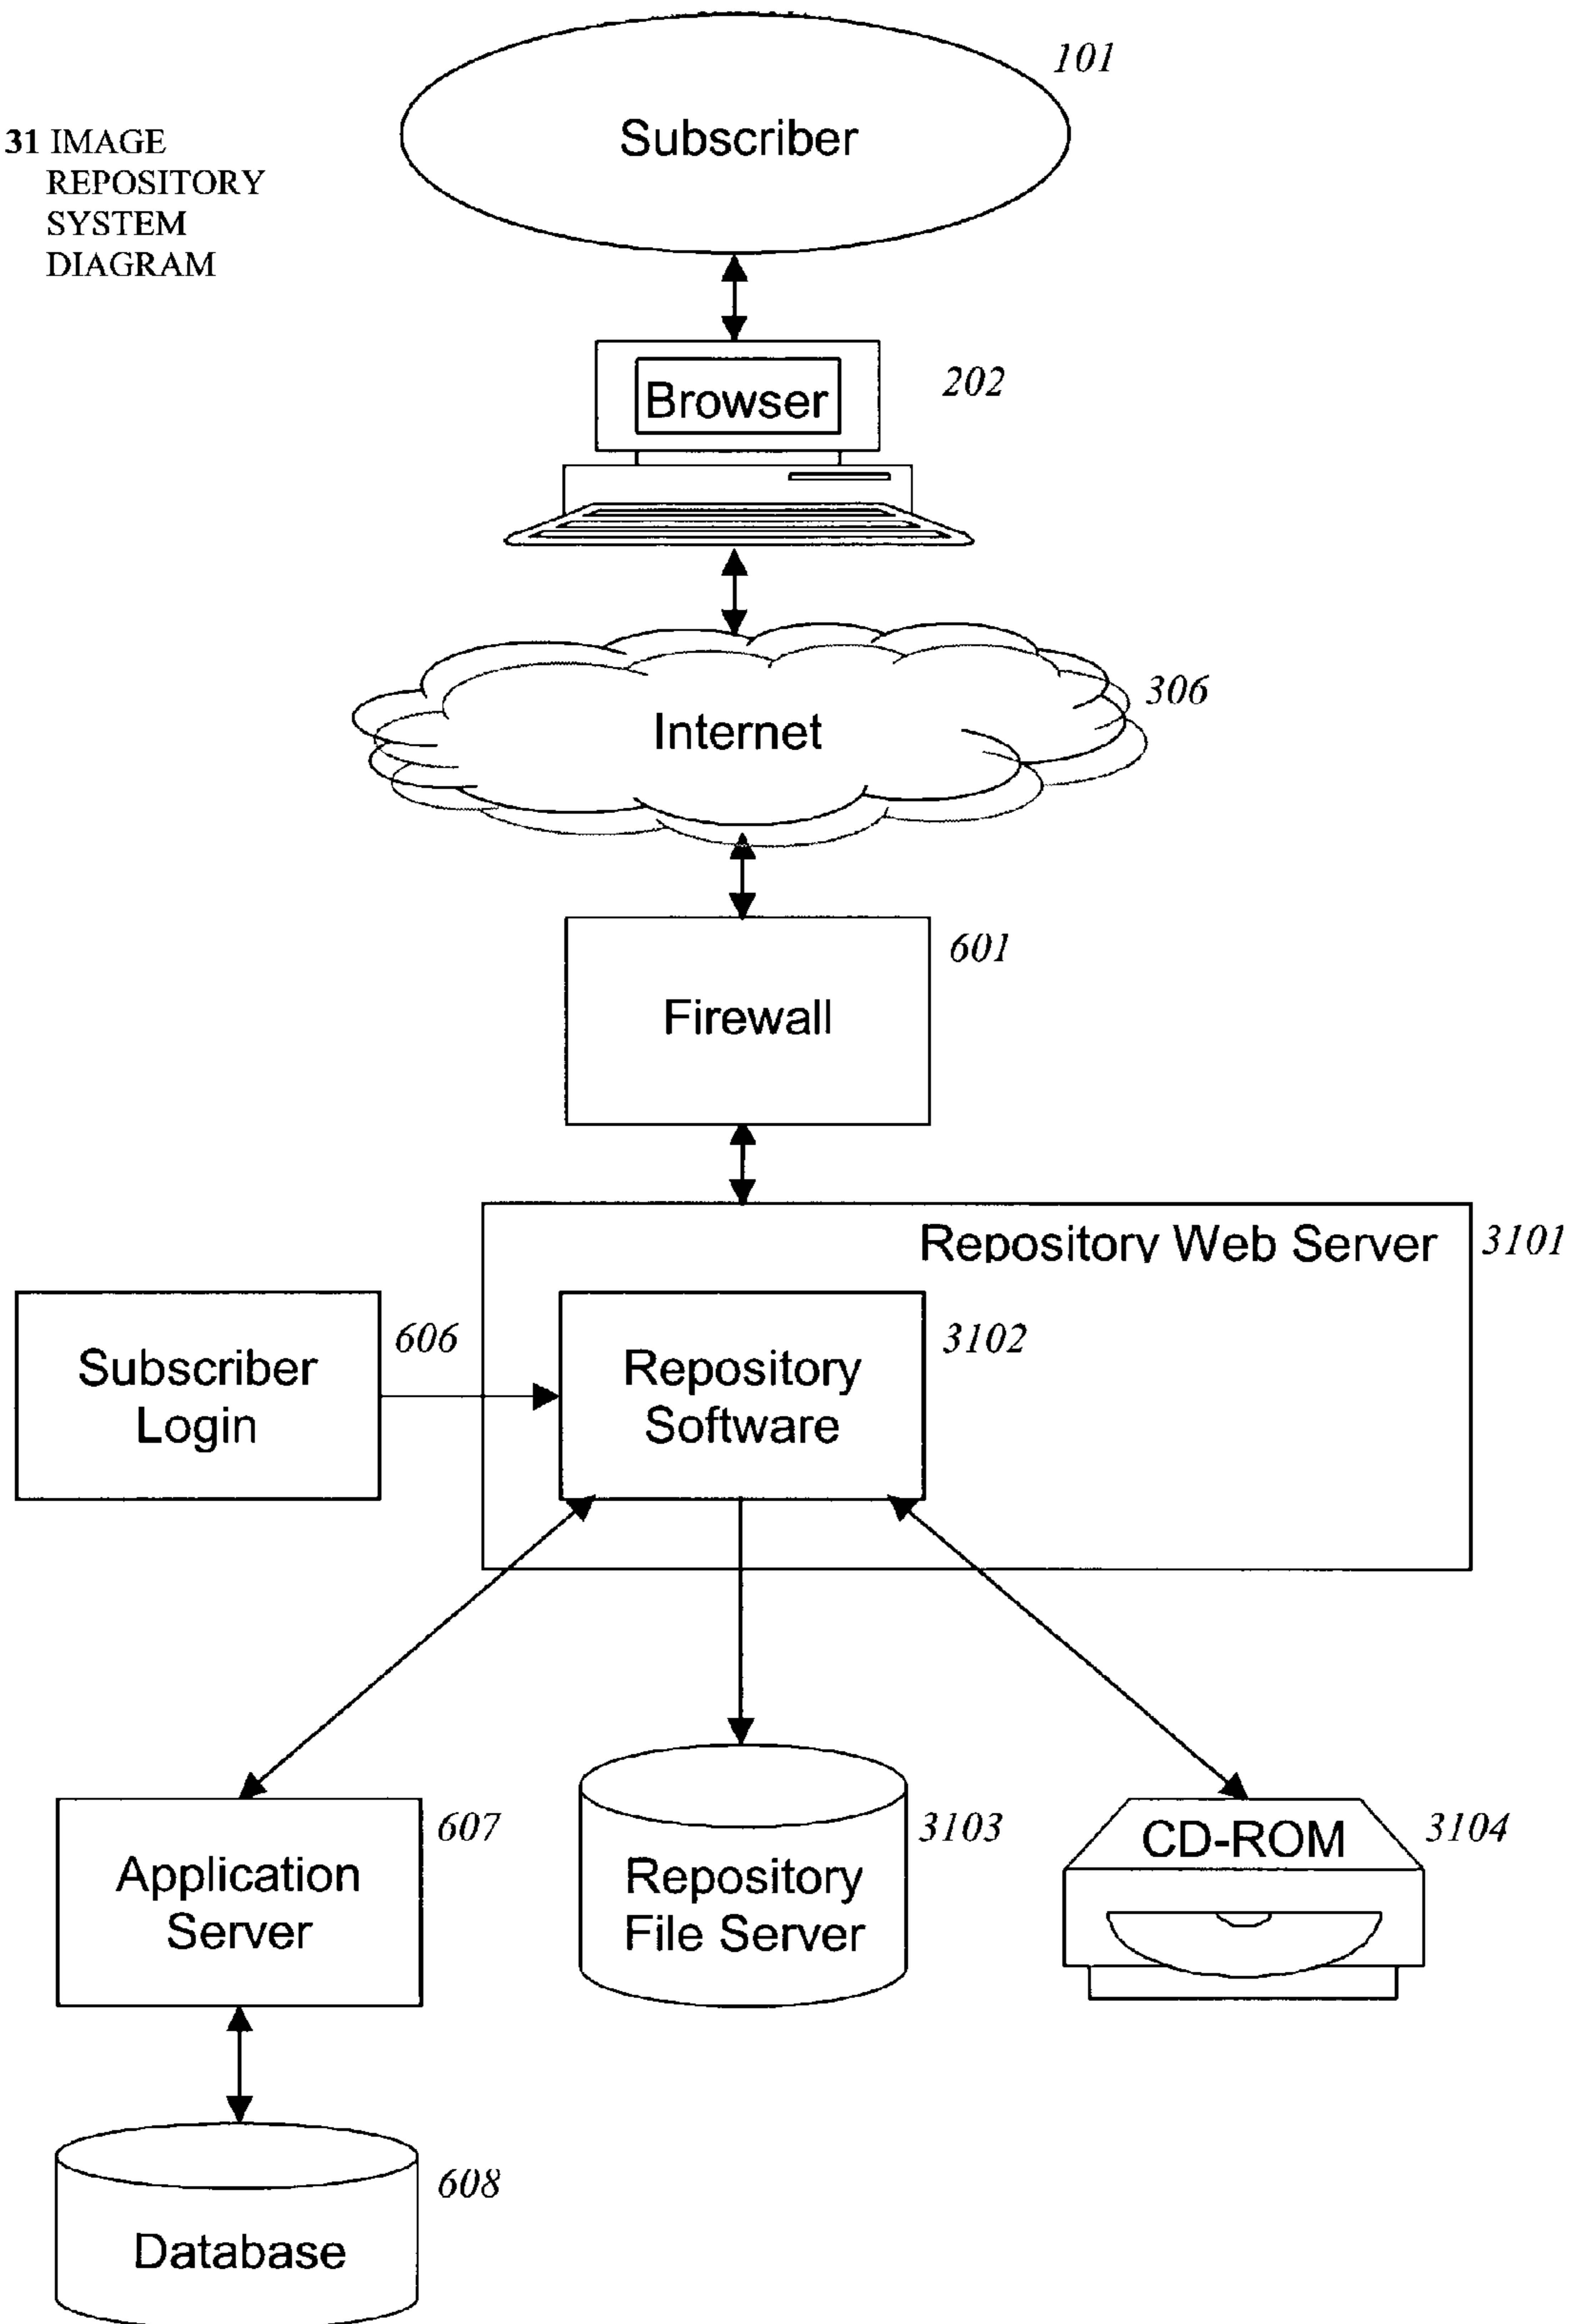 101
Subscriber
31 IMAGE
REPOSITORY
SYSTEM
DIAGRAM
202
Browser
306
Internet
601
Firewall
Repository Web Server
3101
606
Subscriber
Login
3102
Repository
Software
607
Application
Server
3103
Repository
File Server
CD-ROM
3104
608
Database